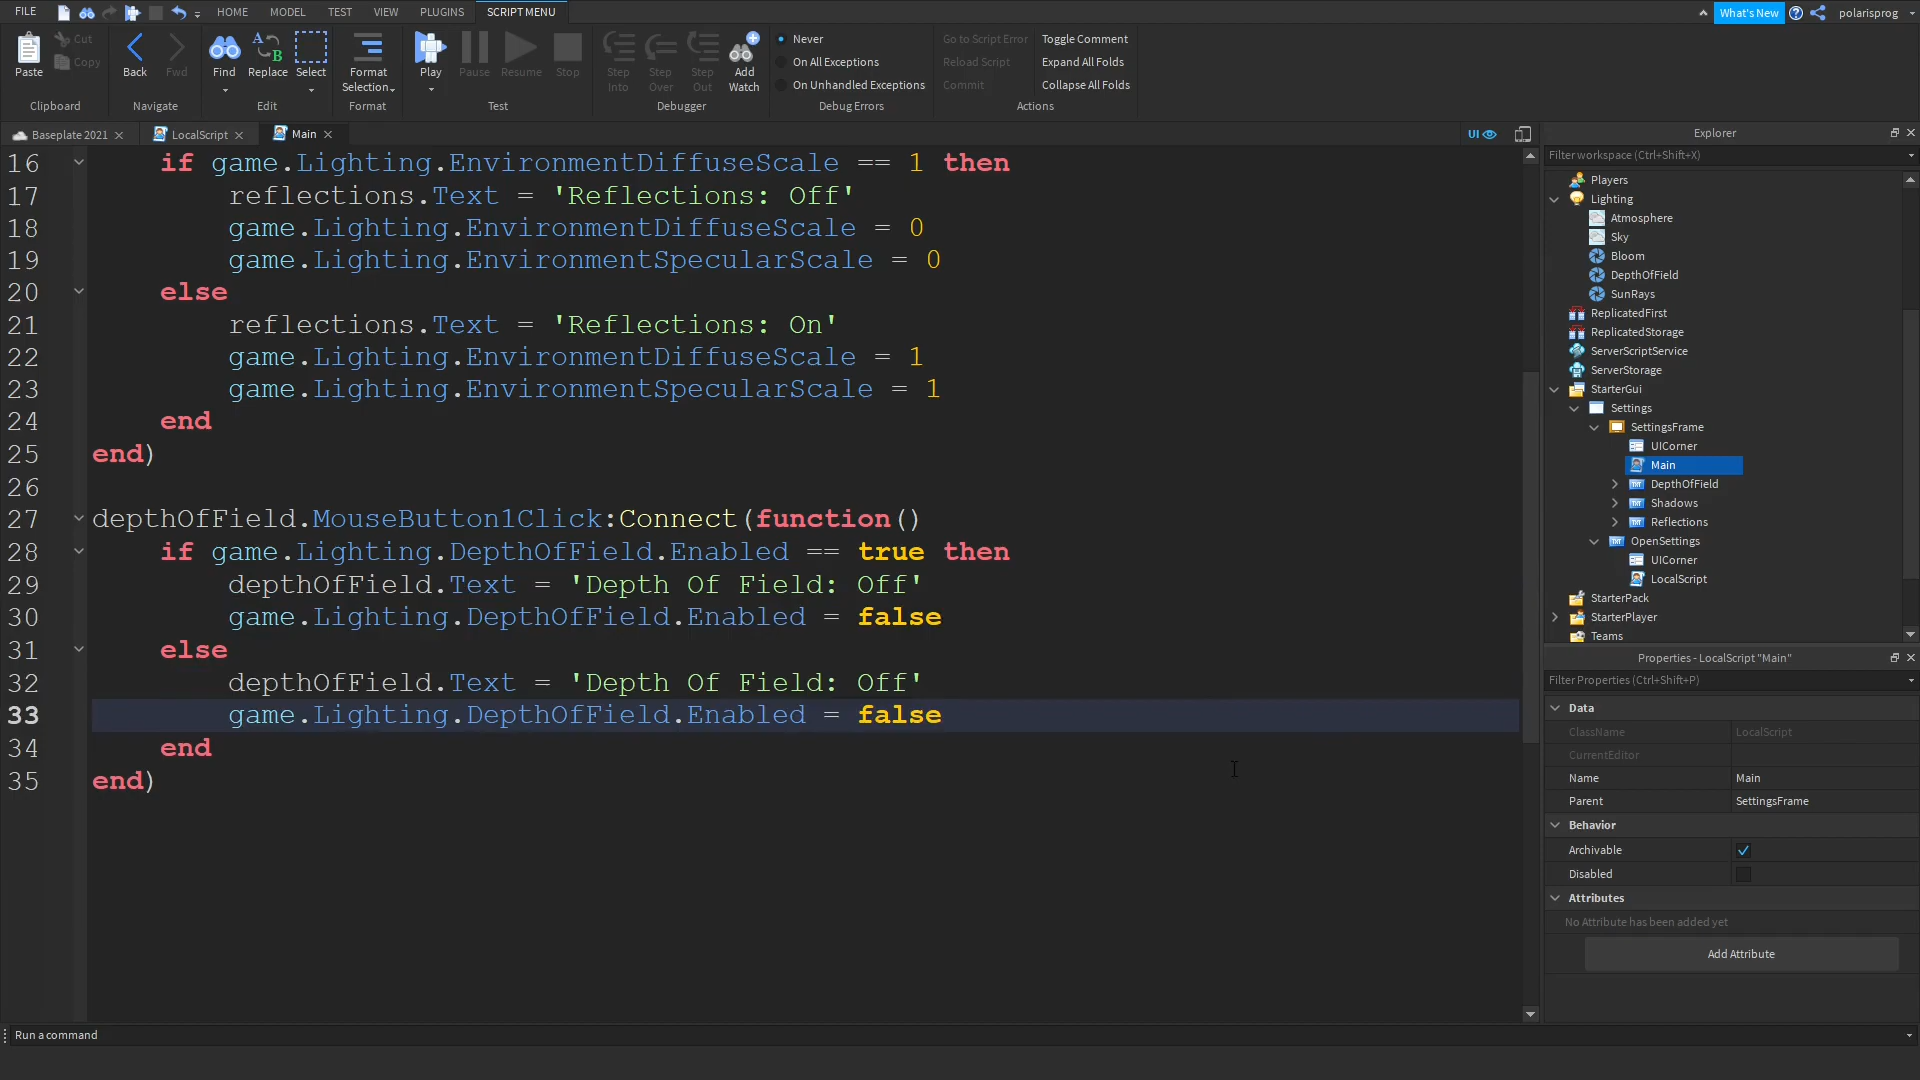 FILE HOME MODEL TEST VIEW PLUGINS SCRIPT MENU What's New polarisprog
Paste Cut Copy Back Fwd Find Replace Select Format Selection Play Pause Resume Stop Step Into Step Over Step Out Add Watch
Never
On All Exceptions
On Unhandled Exceptions
Go to Script Error
Reload Script
Commit
Toggle Comment
Expand All Folds
Collapse All Folds
Clipboard Navigate Edit Format Test Debugger Debug Errors Actions
Baseplate 2021 LocalScript Main UI
16 if game.Lighting.EnvironmentDiffuseScale == 1 then
17 reflections.Text = 'Reflections: Off'
18 game.Lighting.EnvironmentDiffuseScale = 0
19 game.Lighting.EnvironmentSpecularScale = 0
20 else
21 reflections.Text = 'Reflections: On'
22 game.Lighting.EnvironmentDiffuseScale = 1
23 game.Lighting.EnvironmentSpecularScale = 1
24 end
25 end)
26
27 depthOfField.MouseButton1Click:Connect(function()
28 if game.Lighting.DepthOfField.Enabled == true then
29 depthOfField.Text = 'Depth Of Field: Off'
30 game.Lighting.DepthOfField.Enabled = false
31 else
32 depthOfField.Text = 'Depth Of Field: Off'
33 game.Lighting.DepthOfField.Enabled = false
34 end
35 end)
Explorer
Filter workspace (Ctrl+Shift+X)
Players
Lighting
Atmosphere
Sky
Bloom
DepthOfField
SunRays
ReplicatedFirst
ReplicatedStorage
ServerScriptService
ServerStorage
StarterGui
Settings
SettingsFrame
UICorner
Main
DepthOfField
Shadows
Reflections
OpenSettings
UICorner
LocalScript
StarterPack
StarterPlayer
Teams
Properties - LocalScript "Main"
Filter Properties (Ctrl+Shift+P)
Data
ClassName LocalScript
CurrentEditor
Name Main
Parent SettingsFrame
Behavior
Archivable
Disabled
Attributes
No Attribute has been added yet
Add Attribute
Run a command